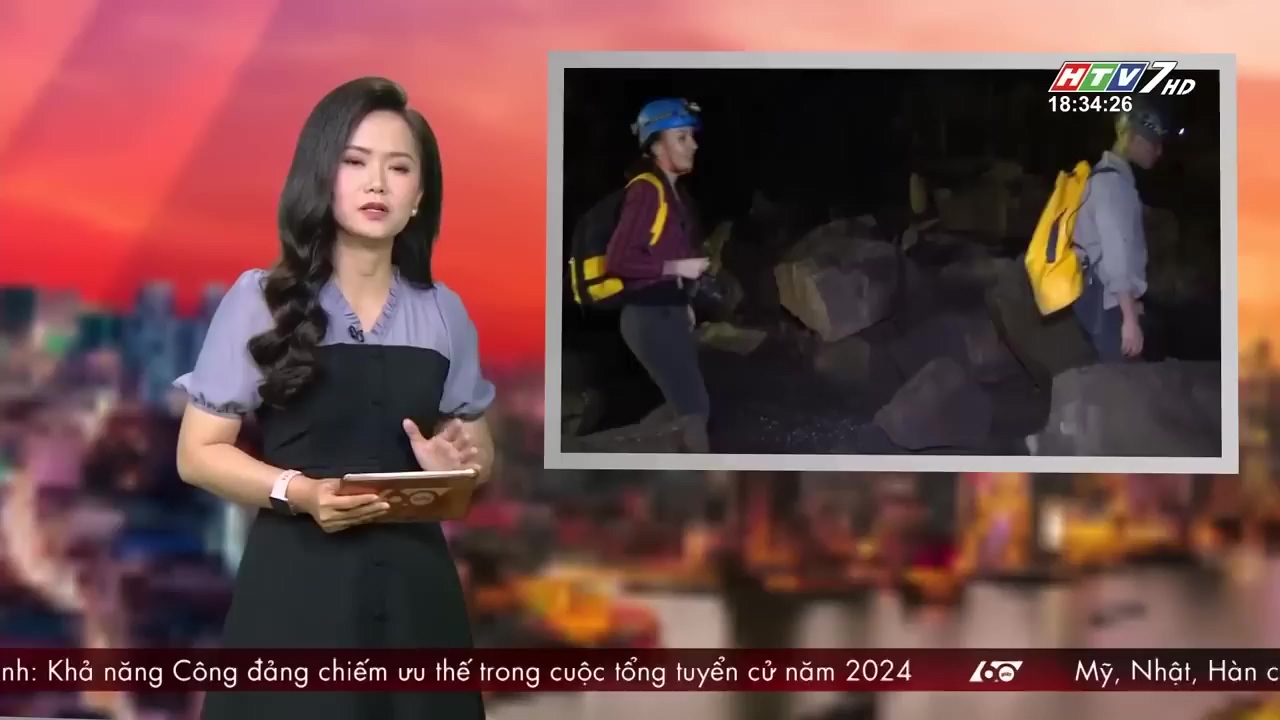 HTV7 HD
18:34:26
nh: Khả năng Công đảng chiếm ưu thế trong cuộc tổng tuyển cử năm 2024
60
Mỹ, Nhật, Hàn c